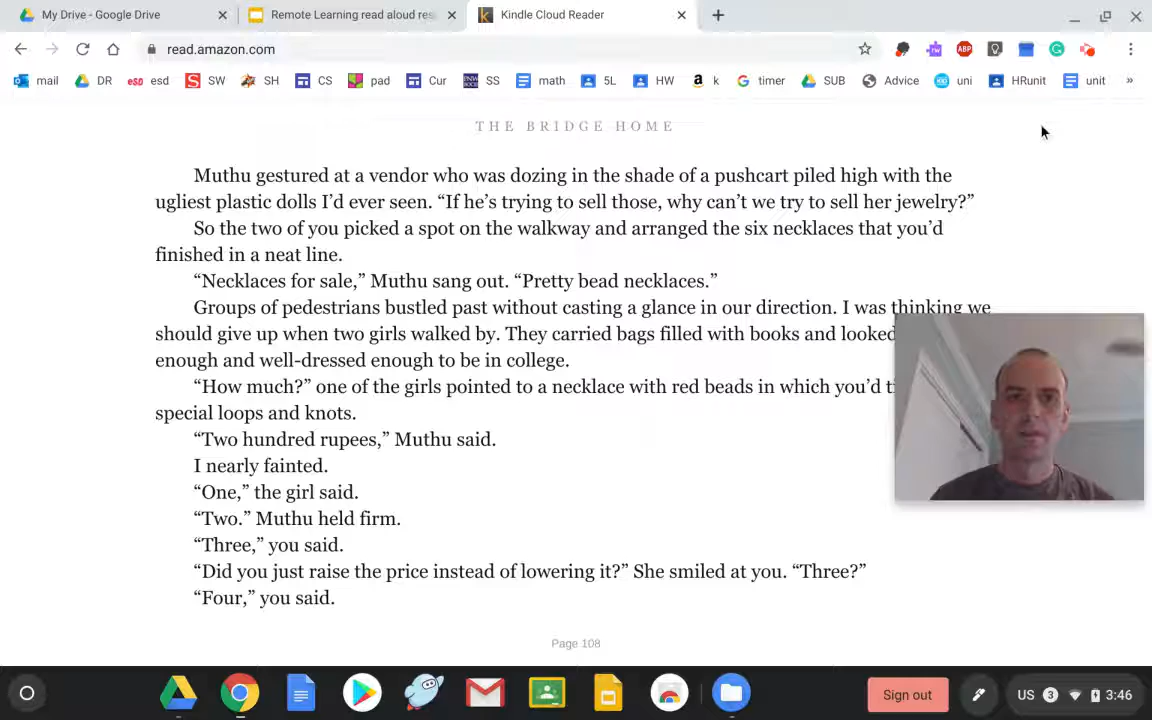 My Drive - Google Drive
Remote Learning read aloud res
Kindle Cloud Reader
read.amazon.com
mail DR esd esd SW SH CS pad Cur SS math 5L HW a k timer SUB Advice uni HRunit unit »
THE BRIDGE HOME
Muthu gestured at a vendor who was dozing in the shade of a pushcart piled high with the
ugliest plastic dolls I’d ever seen. “If he’s trying to sell those, why can’t we try to sell her jewelry?”
So the two of you picked a spot on the walkway and arranged the six necklaces that you’d
finished in a neat line.
“Necklaces for sale,” Muthu sang out. “Pretty bead necklaces.”
Groups of pedestrians bustled past without casting a glance in our direction. I was thinking we
should give up when two girls walked by. They carried bags filled with books and looked
enough and well-dressed enough to be in college.
“How much?” one of the girls pointed to a necklace with red beads in which you’d
special loops and knots.
“Two hundred rupees,” Muthu said.
I nearly fainted.
“One,” the girl said.
“Two.” Muthu held firm.
“Three,” you said.
“Did you just raise the price instead of lowering it?” She smiled at you. “Three?”
“Four,” you said.
Page 108
Sign out
US 3 3:46